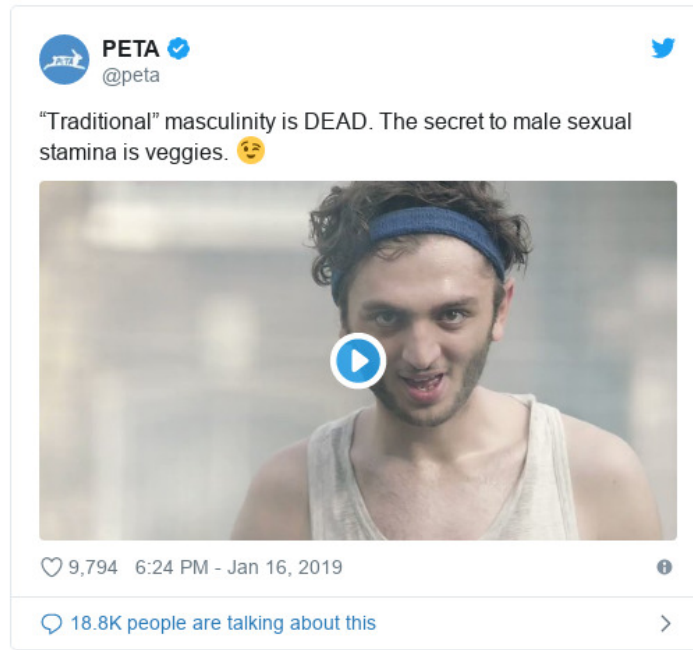 PETA
@peta
“Traditional” masculinity is DEAD. The secret to male sexual
stamina is veggies. 😉
9,794 6:24 PM - Jan 16, 2019
18.8K people are talking about this